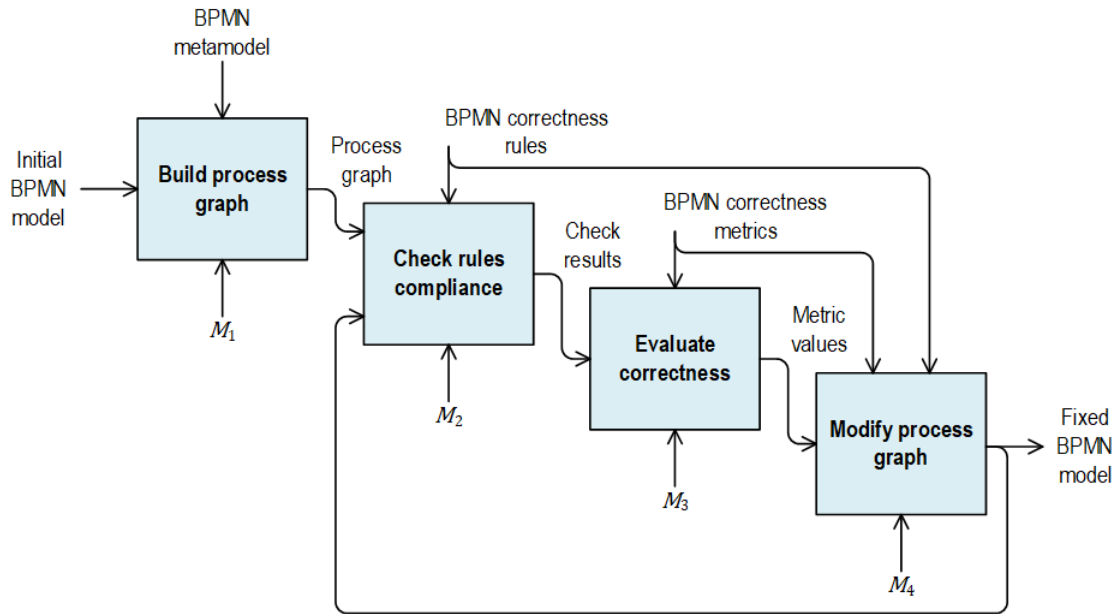 BPMN
metamodel
Initial
BPMN
model
Build process
graph
M₁
Process
graph
BPMN correctness
rules
Check rules
compliance
M₂
Check
results
BPMN correctness
metrics
Evaluate
correctness
M₃
Metric
values
Modify process
graph
M₄
Fixed
BPMN
model